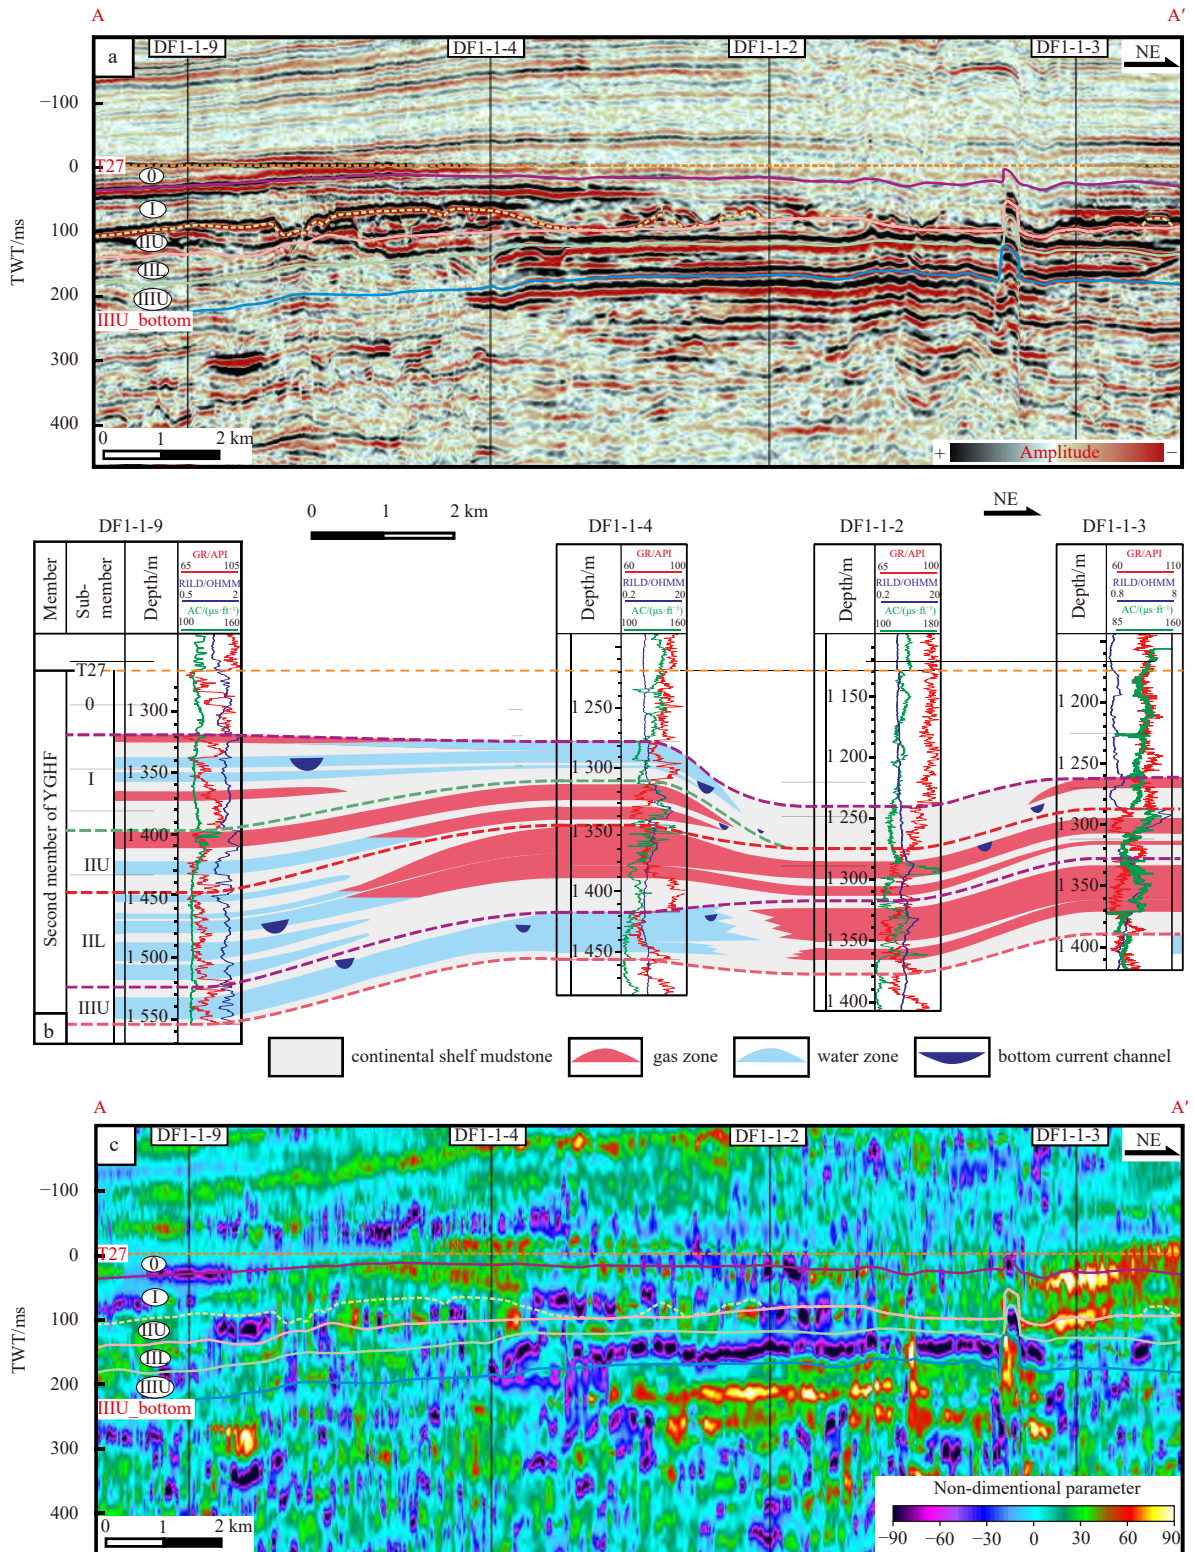 A A′
a DF1-1-9 DF1-1-4 DF1-1-2 DF1-1-3 NE
−100
0 T27
0
I
100
IIU
IIL
200 IIIU
IIIU_bottom
300
400
TWT/ms
0 1 2 km
+ Amplitude −
0 1 2 km NE
DF1-1-9 DF1-1-4 DF1-1-2 DF1-1-3
Member Sub-member Depth/m
GR/API
65 105
RILD/OHMM
0.5 2
AC/(μs·ft⁻¹)
100 160
Depth/m
GR/API
60 100
RILD/OHMM
0.2 20
AC/(μs·ft⁻¹)
100 160
Depth/m
GR/API
65 100
RILD/OHMM
0.2 20
AC/(μs·ft⁻¹)
100 180
Depth/m
GR/API
60 110
RILD/OHMM
0.8 8
AC/(μs·ft⁻¹)
85 160
Second member of YGHF
T27
0
I
IIU
IIL
IIIU
1 300
1 350
1 400
1 450
1 500
1 550
1 250
1 300
1 350
1 400
1 450
1 150
1 200
1 250
1 300
1 350
1 400
1 200
1 250
1 300
1 350
1 400
b
continental shelf mudstone gas zone water zone bottom current channel
A A′
c DF1-1-9 DF1-1-4 DF1-1-2 DF1-1-3 NE
−100
0 T27
0
I
100
IIU
IIL
200 IIIU
IIIU_bottom
300
400
TWT/ms
0 1 2 km
Non-dimentional parameter
−90 −60 −30 0 30 60 90